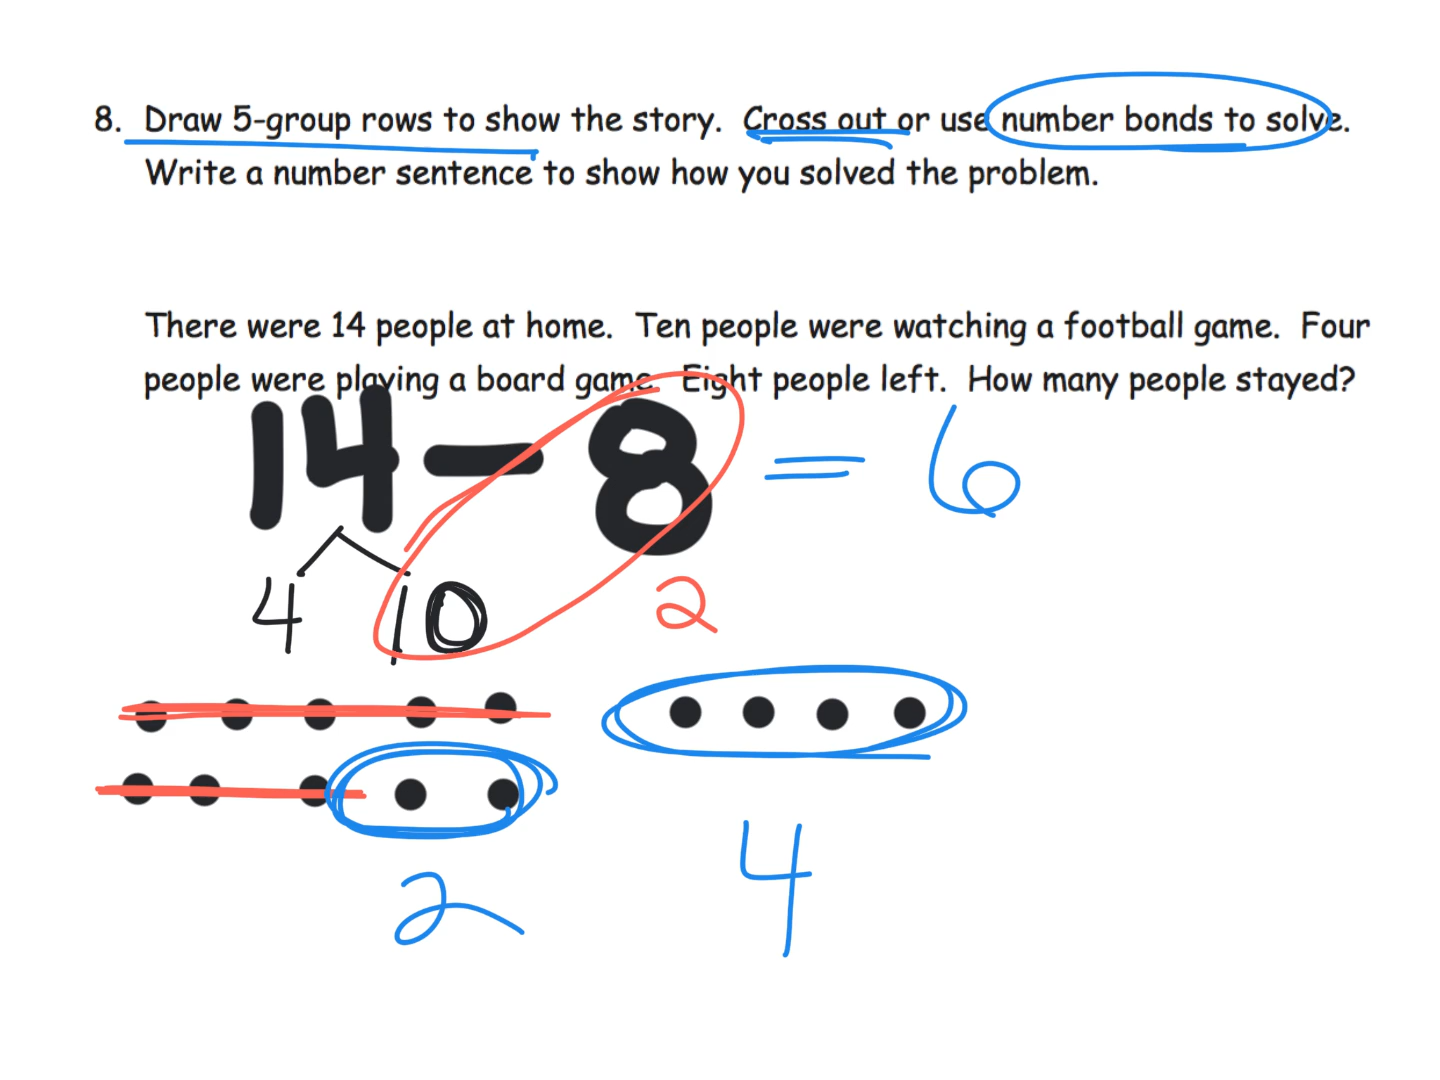 8. Draw 5-group rows to show the story. Cross out or use number bonds to solve.
Write a number sentence to show how you solved the problem.
There were 14 people at home. Ten people were watching a football game. Four
people were playing a board game. Eight people left. How many people stayed?
14 - 8 = 6
4 10 2
2 4